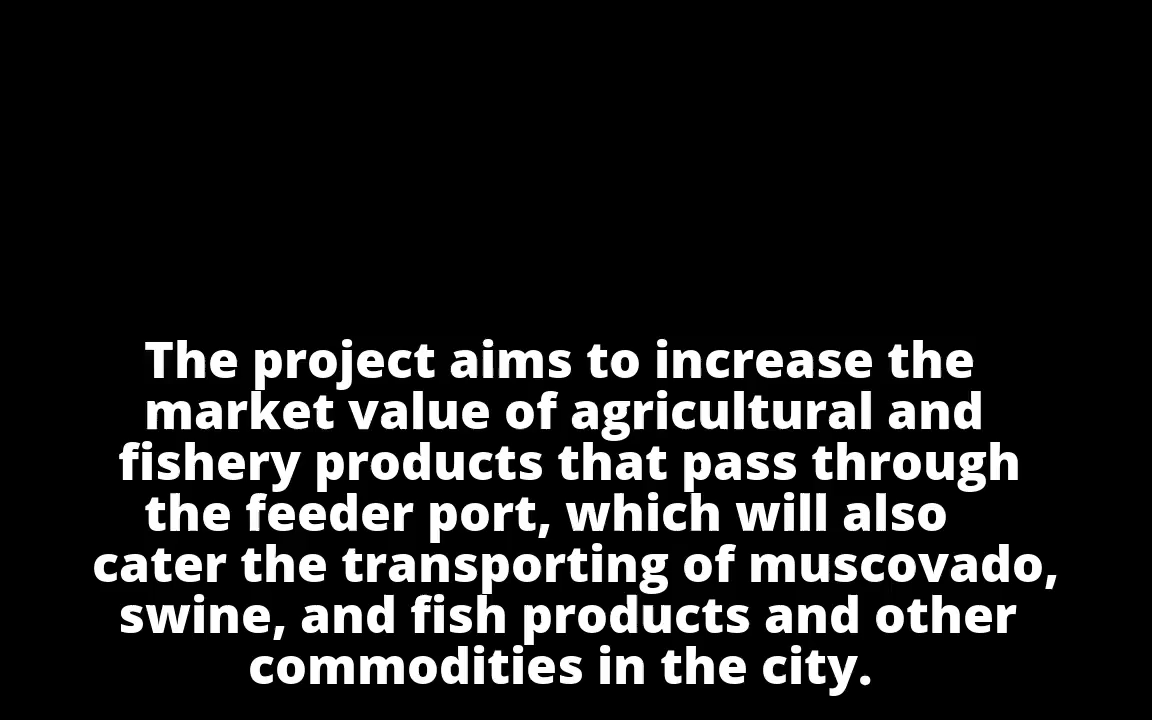 The project aims to increase the
market value of agricultural and
fishery products that pass through
the feeder port, which will also
cater the transporting of muscovado,
swine, and fish products and other
commodities in the city.